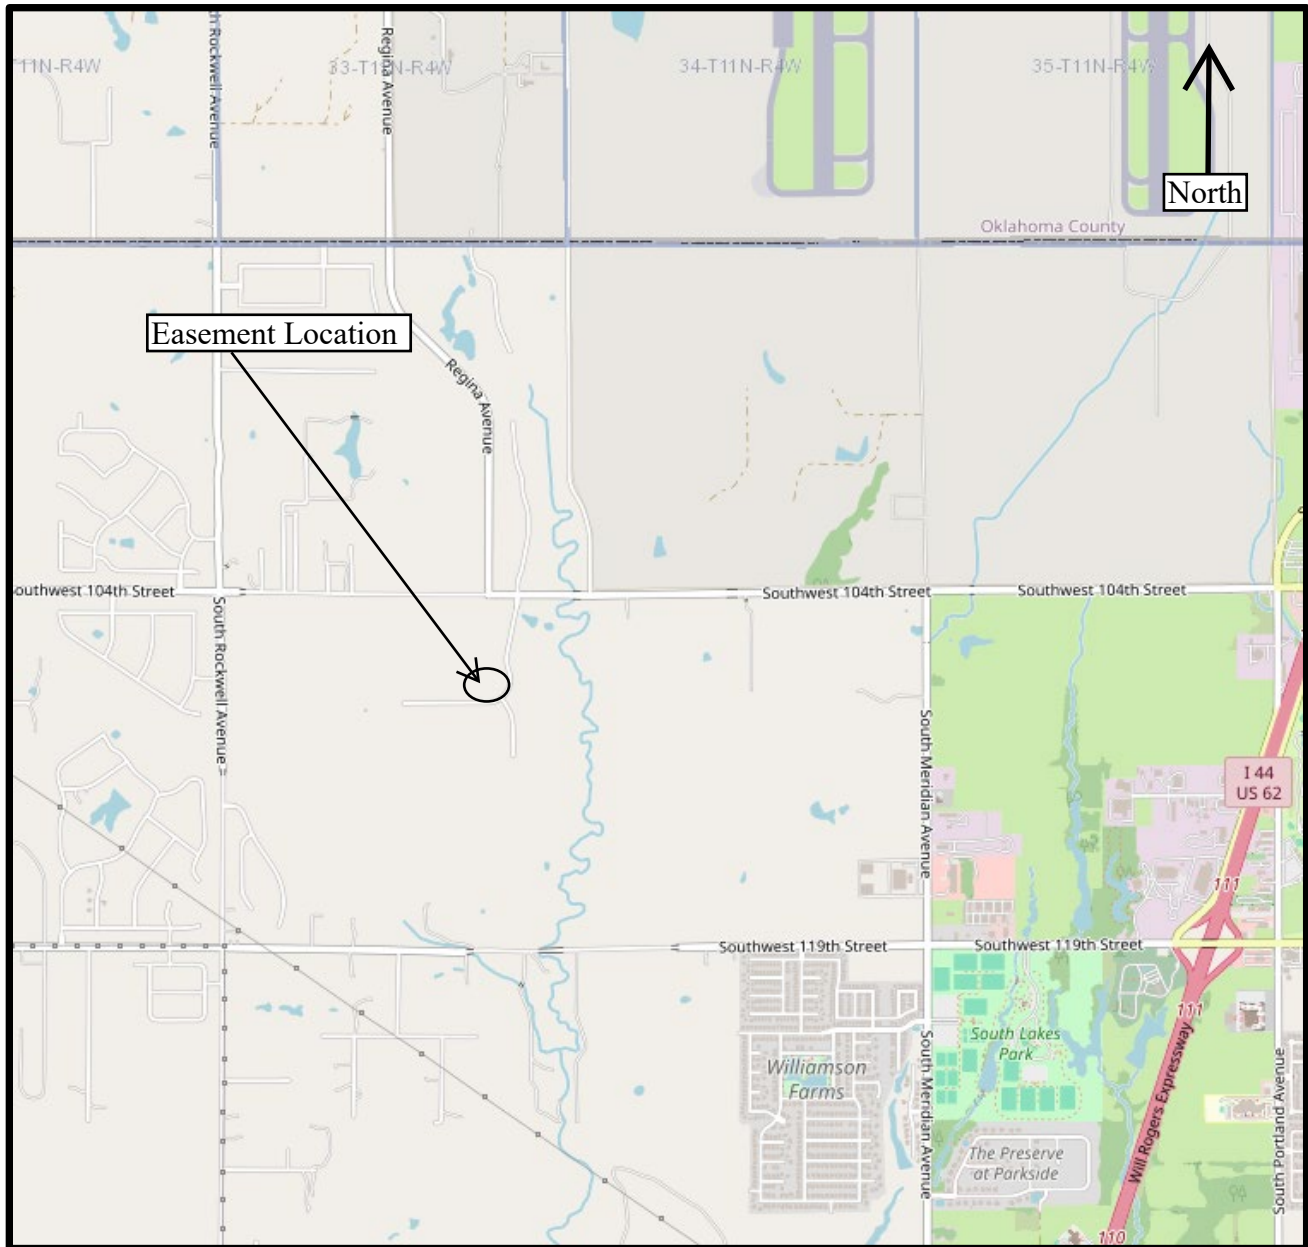 h Rockwell Avenue
Regina Avenue
11N-R4W
33-T11N-R4W
34-T11N-R4W
35-T11N-R4W
North
Oklahoma County
Easement Location
Regina Avenue
outhwest 104th Street
Southwest 104th Street
Southwest 104th Street
South Rockwell Avenue
South Meridian Avenue
I 44
US 62
111
Southwest 119th Street
Southwest 119th Street
111
South Lakes
Park
Williamson
Farms
South Meridian Avenue
Will Rogers Expressway
South Portland Avenue
The Preserve
at Parkside
110